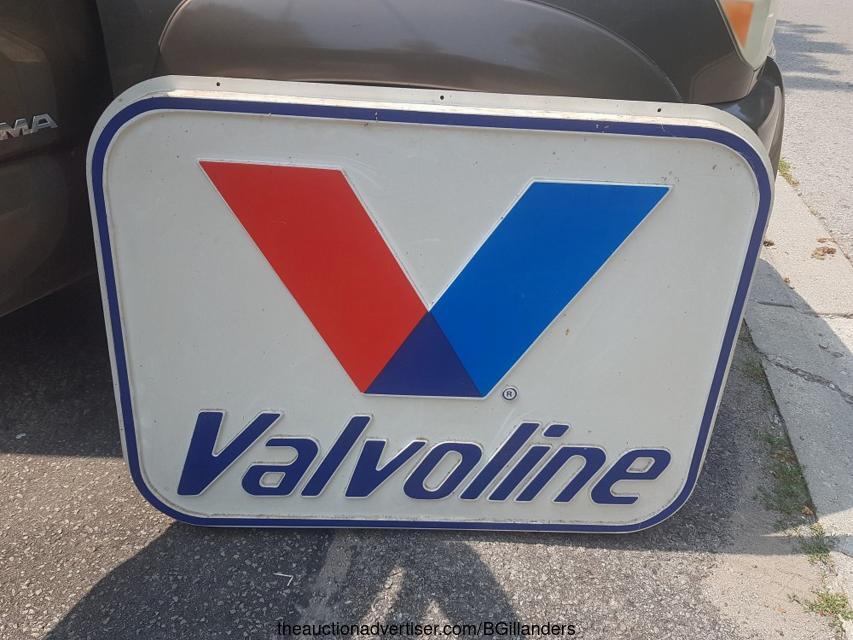 MA
®
Valvoline
theauctionadvertiser.com/BGillanders